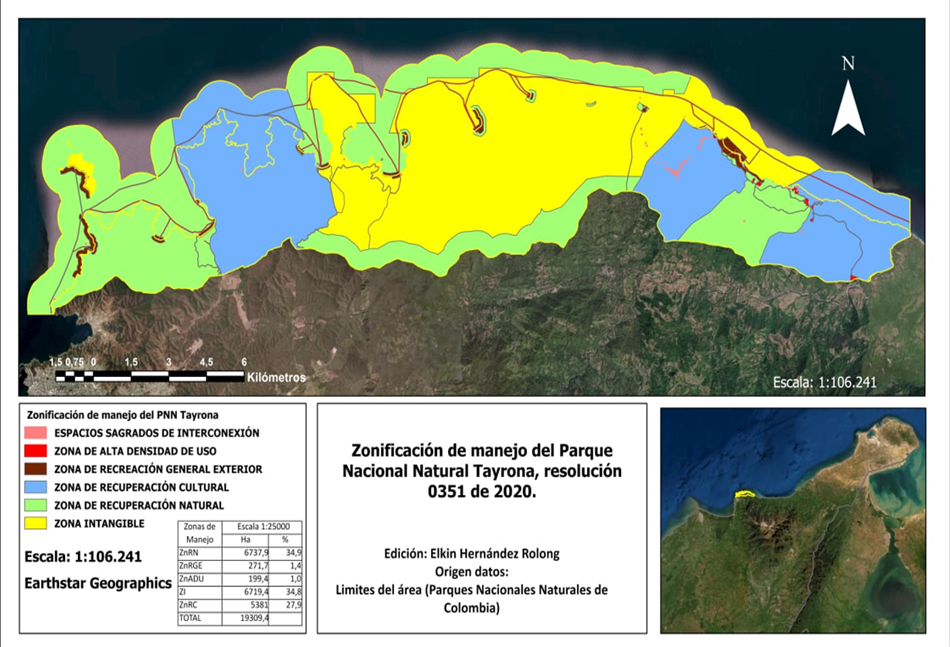 N
1,5 0,75 0 1,5 3 4,5 6
Kilómetros
Escala: 1:106.241
Zonificación de manejo del PNN Tayrona
ESPACIOS SAGRADOS DE INTERCONEXIÓN
ZONA DE ALTA DENSIDAD DE USO
ZONA DE RECREACIÓN GENERAL EXTERIOR
ZONA DE RECUPERACIÓN CULTURAL
ZONA DE RECUPERACIÓN NATURAL
ZONA INTANGIBLE
Escala: 1:106.241
Earthstar Geographics
Zonas de Manejo Escala 1:25000
Ha %
ZnRN 6737,9 34,9
ZnRGE 271,7 1,4
ZnADU 199,4 1,0
ZI 6719,4 34,8
ZnRC 5381 27,9
TOTAL 19309,4
Zonificación de manejo del Parque
Nacional Natural Tayrona, resolución
0351 de 2020.
Edición: Elkin Hernández Rolong
Origen datos:
Limites del área (Parques Nacionales Naturales de
Colombia)